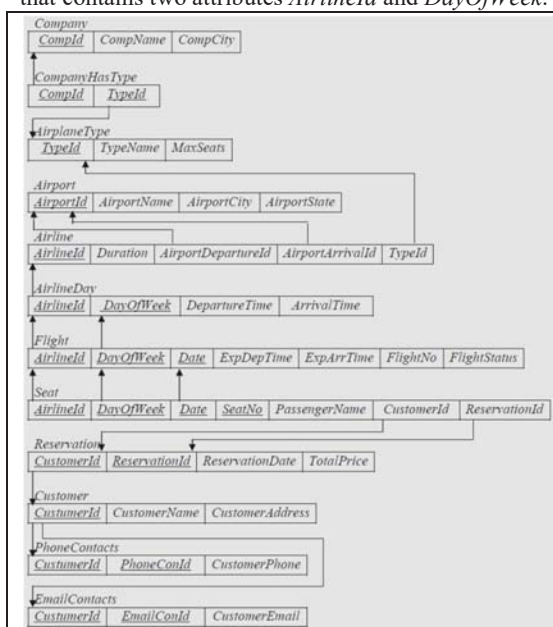 that contains two attributes AirlineId and DayOfWeek.
Company
CompId CompName CompCity
CompanyHasType
CompId TypeId
AirplaneType
TypeId TypeName MaxSeats
Airport
AirportId AirportName AirportCity AirportState
Airline
AirlineId Duration AirportDepartureId AirportArrivalId TypeId
AirlineDay
AirlineId DayOfWeek DepartureTime ArrivalTime
Flight
AirlineId DayOfWeek Date ExpDepTime ExpArrTime FlightNo FlightStatus
Seat
AirlineId DayOfWeek Date SeatNo PassengerName CustomerId ReservationId
Reservation
CustomerId ReservationId ReservationDate TotalPrice
Customer
CustumerId CustomerName CustomerAddress
PhoneContacts
CustumerId PhoneConId CustomerPhone
EmailContacts
CustumerId EmailConId CustomerEmail